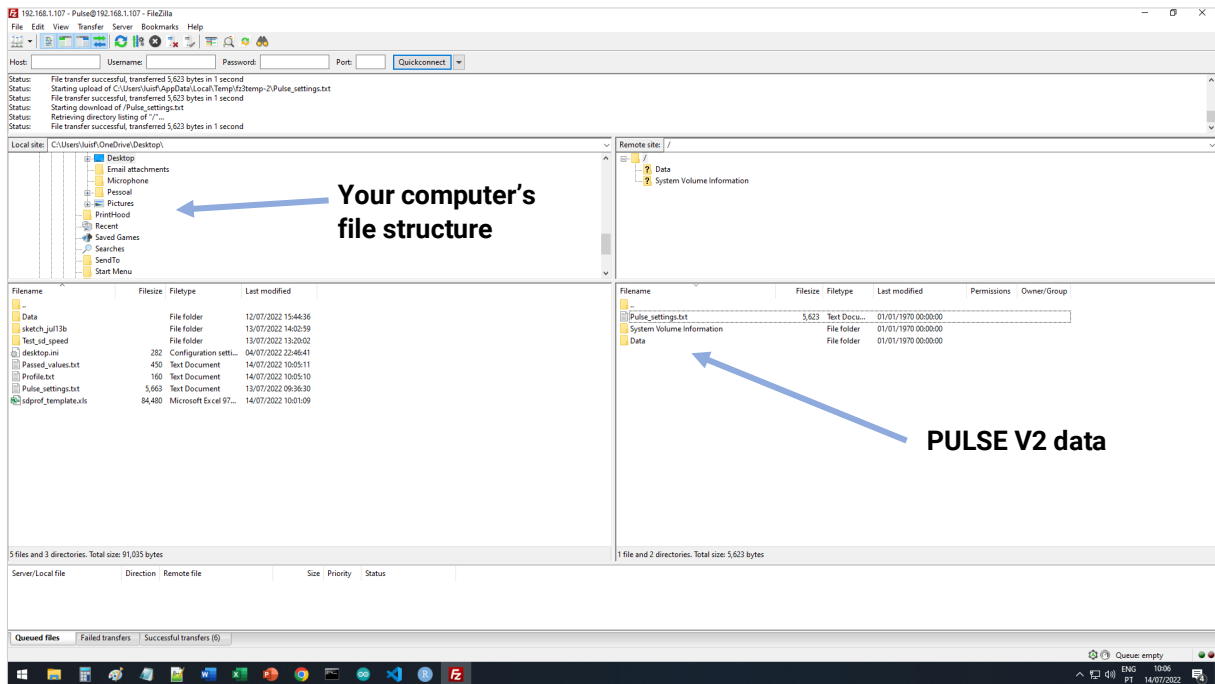 192.168.1.107 - Pulse@192.168.1.107 - FileZilla
File Edit View Transfer Server Bookmarks Help
Host: Username: Password: Port: Quickconnect
Status: File transfer successful, transferred 5,623 bytes in 1 second
Status: Starting upload of C:\Users\luisf\AppData\Local\Temp\fz3temp-2\Pulse_settings.txt
Status: File transfer successful, transferred 5,623 bytes in 1 second
Status: Starting download of /Pulse_settings.txt
Status: Retrieving directory listing of "/"...
Status: File transfer successful, transferred 5,623 bytes in 1 second
Local site: C:\Users\luisf\OneDrive\Desktop\
Desktop
Email attachments
Microphone
Pessoal
Pictures
PrintHood
Recent
Saved Games
Searches
SendTo
Start Menu
Your computer's
file structure
Remote site: /
/
Data
System Volume Information
Filename Filesize Filetype Last modified
..
Data File folder 12/07/2022 15:44:36
sketch_jul13b File folder 13/07/2022 14:02:59
Test_sd_speed File folder 13/07/2022 13:20:02
desktop.ini 282 Configuration setti... 04/07/2022 22:46:41
Passed_values.txt 450 Text Document 14/07/2022 10:05:11
Profile.txt 160 Text Document 14/07/2022 10:05:10
Pulse_settings.txt 5,663 Text Document 13/07/2022 09:36:30
sdprof_template.xls 84,480 Microsoft Excel 97... 14/07/2022 10:01:09
5 files and 3 directories. Total size: 91,035 bytes
Filename Filesize Filetype Last modified Permissions Owner/Group
..
Pulse_settings.txt 5,623 Text Docu... 01/01/1970 00:00:00
System Volume Information File folder 01/01/1970 00:00:00
Data File folder 01/01/1970 00:00:00
PULSE V2 data
1 file and 2 directories. Total size: 5,623 bytes
Server/Local file Direction Remote file Size Priority Status
Queued files Failed transfers Successful transfers (6)
Queue: empty
ENG 10:06
PT 14/07/2022